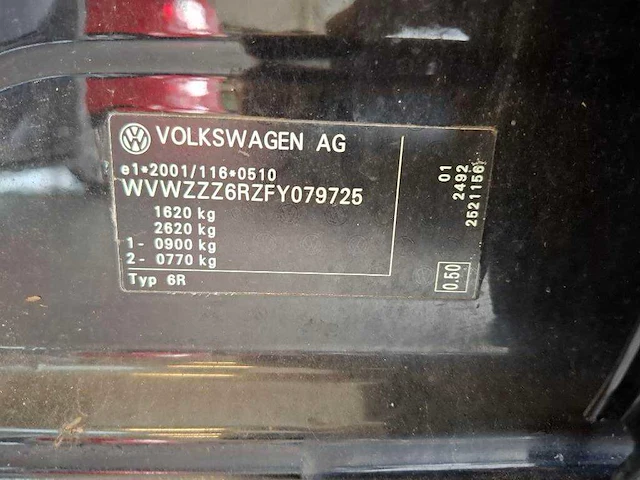 VOLKSWAGEN AG
e1*2001/116*0510
WVWZZZ6RZFY079725
1620 kg
2620 kg
1- 0900 kg
2- 0770 kg
Typ 6R
01
2492
2521156
0.50